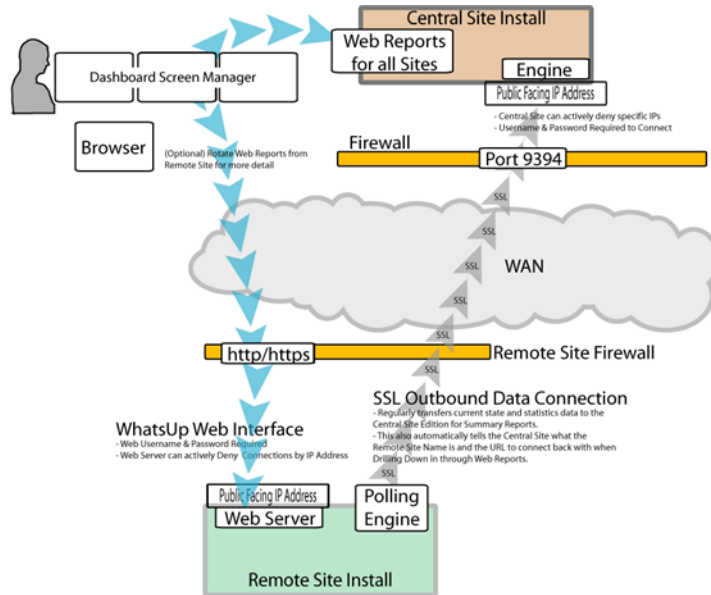 Central Site Install
Web Reports
for all Sites
Engine
Public Facing IP Address
- Central Site can actively deny specific IPs
- Username & Password Required to Connect
Dashboard Screen Manager
Browser
(Optional) Rotate Web Reports from
Remote Site for more detail
Firewall
Port 9394
SSL
SSL
SSL
SSL
WAN
SSL
SSL
SSL
http/https
Remote Site Firewall
SSL
SSL
SSL Outbound Data Connection
- Regularly transfers current state and statistics data to the
Central Site Edition for Summary Reports.
- This also automatically tells the Central Site what the
Remote Site Name is and the URL to connect back with when
Drilling Down in through Web Reports.
SSL
SSL
SSL
WhatsUp Web Interface
- Web Username & Password Required
- Web Server can actively Deny Connections by IP Address
Public Facing IP Address
Web Server
Polling
Engine
Remote Site Install